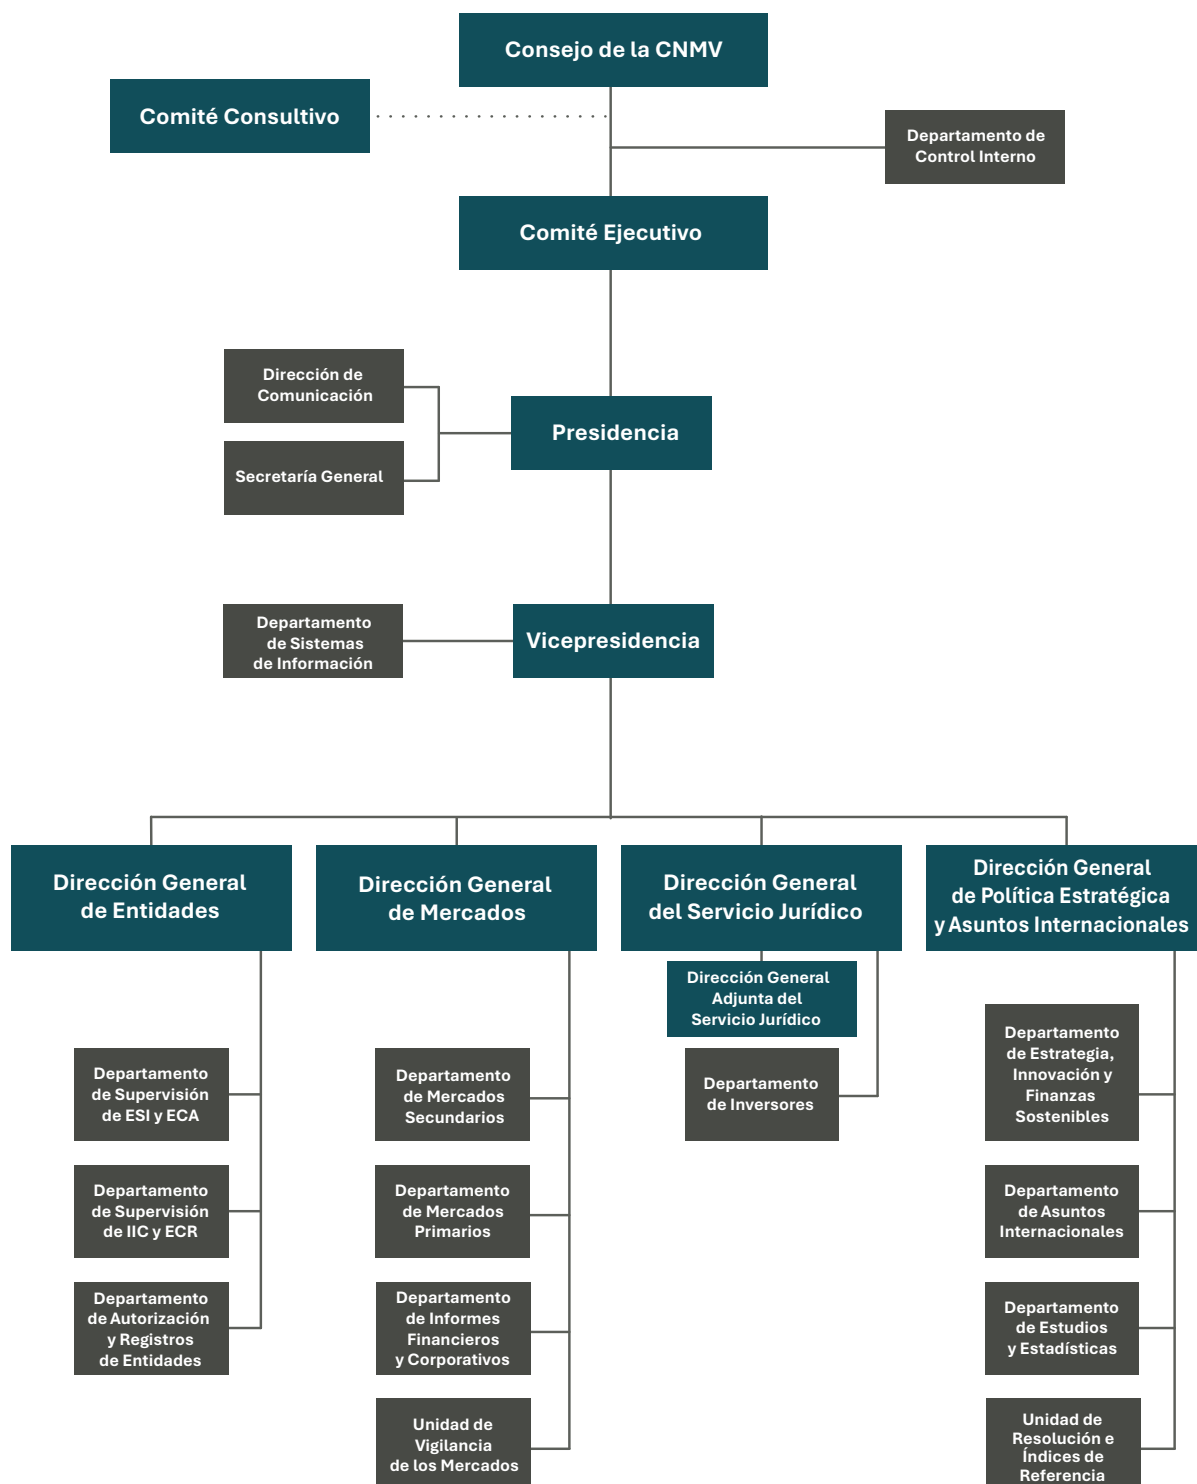 Consejo de la CNMV
Comité Consultivo
Departamento de
Control Interno
Comité Ejecutivo
Dirección de
Comunicación
Presidencia
Secretaría General
Departamento
de Sistemas
de Información
Vicepresidencia
Dirección General
de Entidades
Dirección General
de Mercados
Dirección General
del Servicio Jurídico
Dirección General
de Política Estratégica
y Asuntos Internacionales
Dirección General
Adjunta del
Servicio Jurídico
Departamento
de Supervisión
de ESI y ECA
Departamento
de Mercados
Secundarios
Departamento
de Inversores
Departamento
de Estrategia,
Innovación y
Finanzas
Sostenibles
Departamento
de Supervisión
de IIC y ECR
Departamento
de Mercados
Primarios
Departamento
de Asuntos
Internacionales
Departamento
de Autorización
y Registros
de Entidades
Departamento
de Informes
Financieros
y Corporativos
Departamento
de Estudios
y Estadísticas
Unidad de
Vigilancia
de los Mercados
Unidad de
Resolución e
Índices de
Referencia